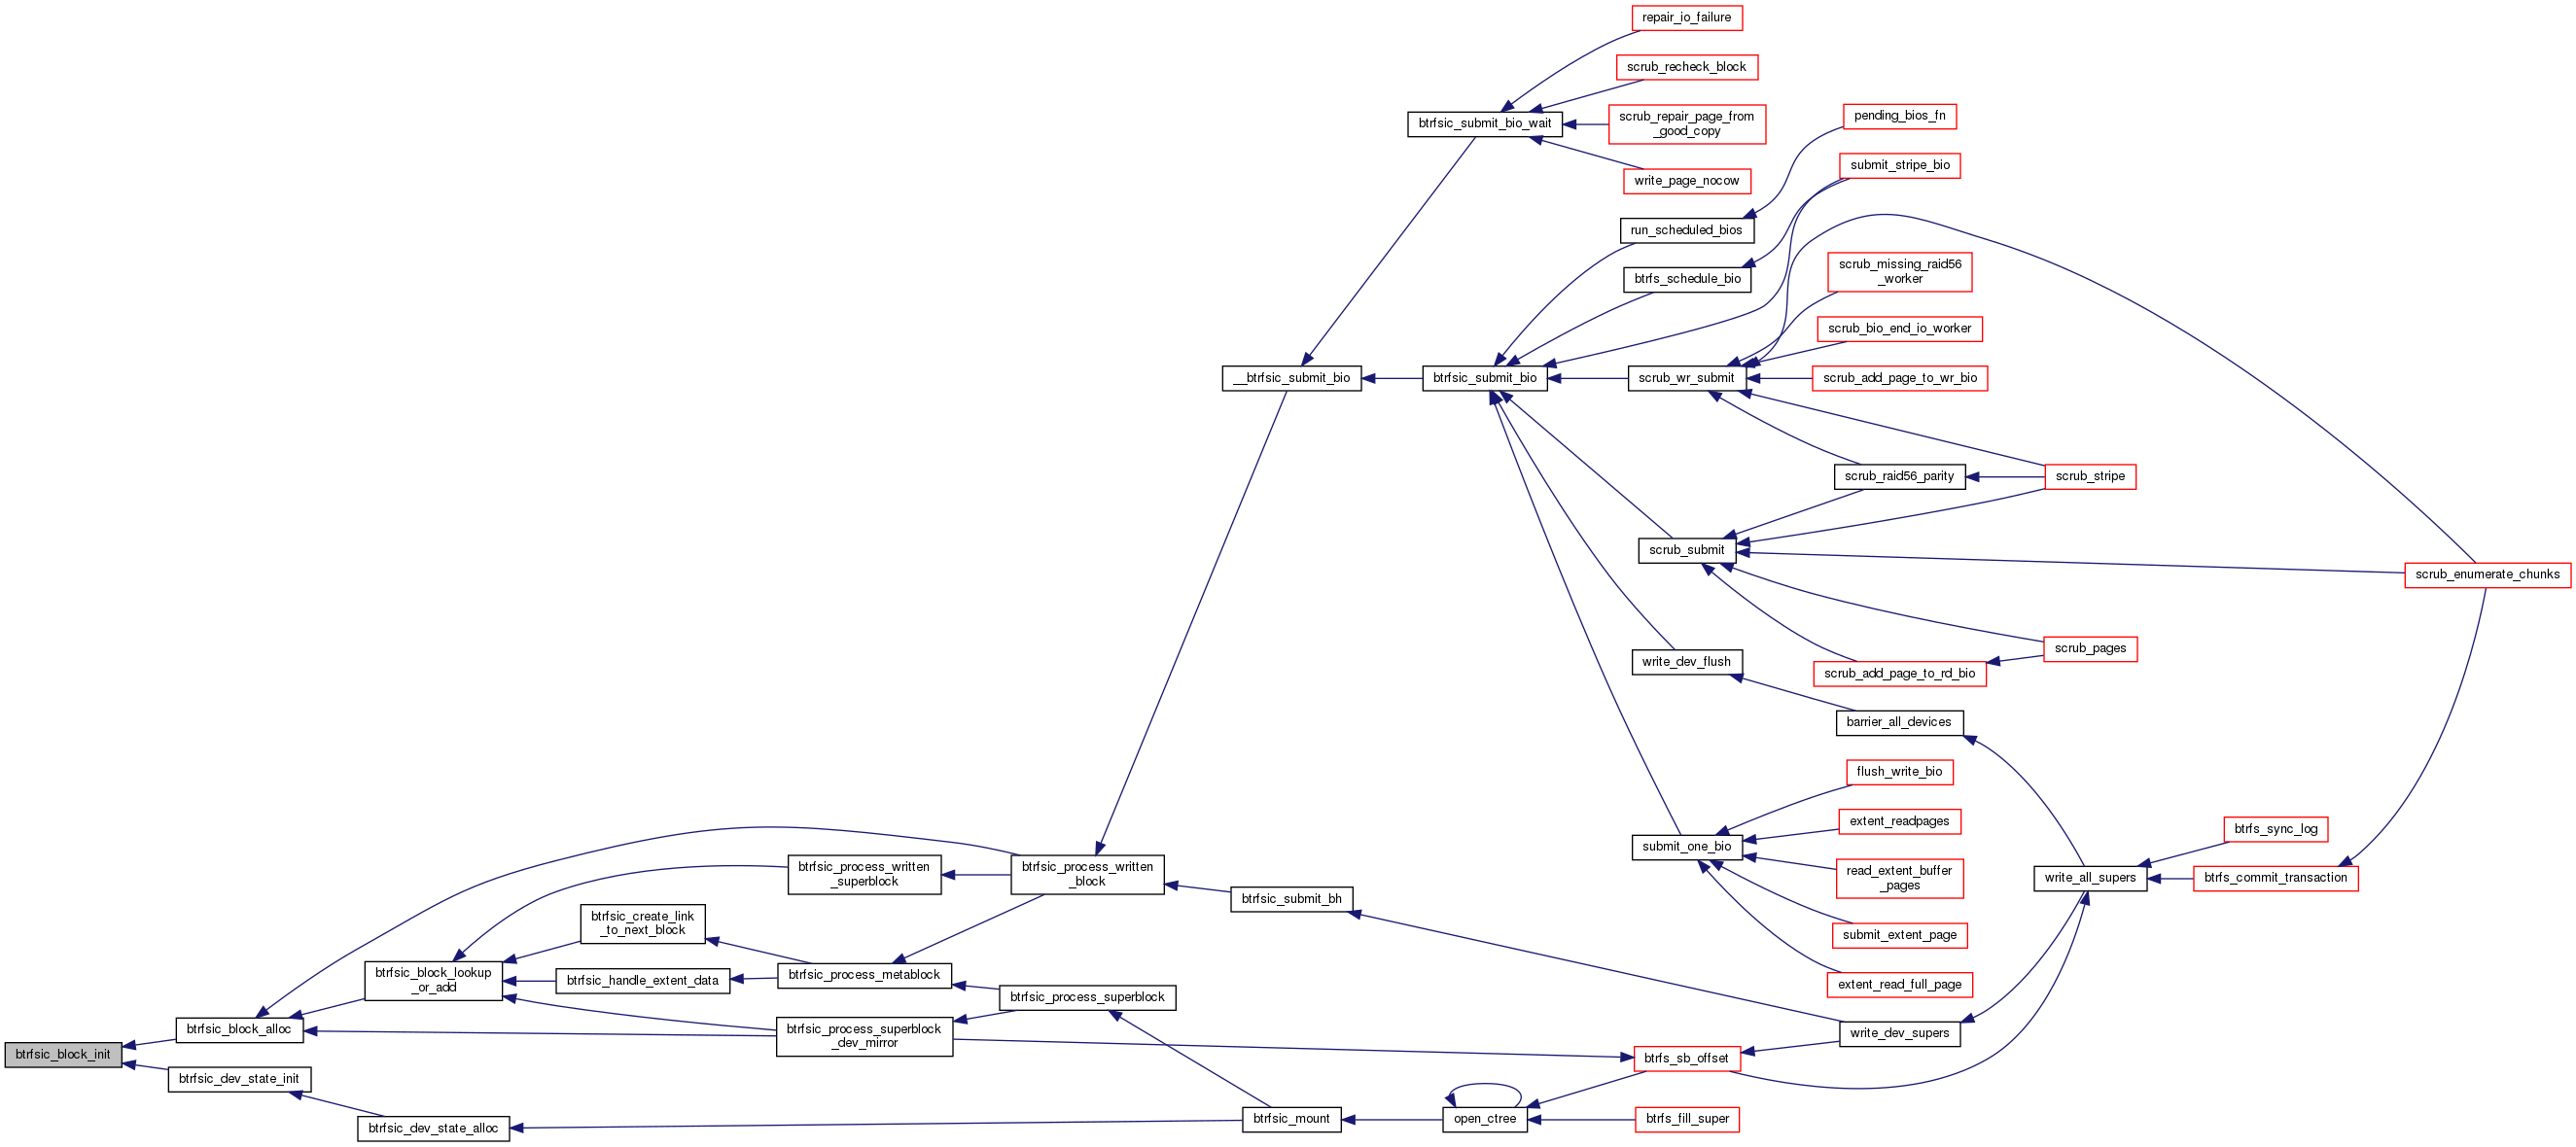 repair_io_failure
scrub_recheck_block
btrfsic_submit_bio_wait
scrub_repair_page_from
_good_copy
pending_bios_fn
submit_stripe_bio
write_page_nocow
run_scheduled_bios
scrub_missing_raid56
_worker
btrfs_schedule_bio
scrub_bio_end_io_worker
__btrfsic_submit_bio
btrfsic_submit_bio
scrub_wr_submit
scrub_add_page_to_wr_bio
scrub_raid56_parity
scrub_stripe
scrub_submit
scrub_enumerate_chunks
scrub_pages
write_dev_flush
scrub_add_page_to_rd_bio
barrier_all_devices
flush_write_bio
extent_readpages
btrfs_sync_log
submit_one_bio
btrfsic_process_written
_superblock
btrfsic_process_written
_block
read_extent_buffer
_pages
write_all_supers
btrfs_commit_transaction
btrfsic_submit_bh
btrfsic_create_link
_to_next_block
submit_extent_page
btrfsic_block_lookup
_or_add
btrfsic_handle_extent_data
btrfsic_process_metablock
extent_read_full_page
btrfsic_process_superblock
btrfsic_block_alloc
btrfsic_process_superblock
_dev_mirror
write_dev_supers
btrfsic_block_init
btrfs_sb_offset
btrfsic_dev_state_init
btrfsic_dev_state_alloc
btrfsic_mount
open_ctree
btrfs_fill_super